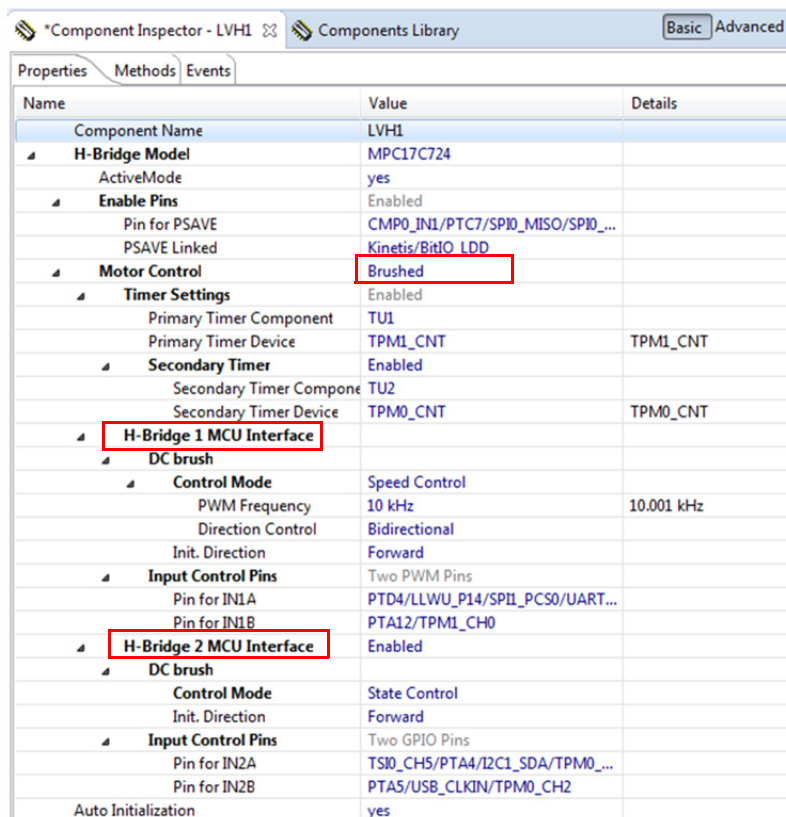 *Component Inspector - LVH1 Components Library Basic Advanced
Properties Methods Events
Name Value Details
Component Name LVH1
H-Bridge Model MPC17C724
ActiveMode yes
Enable Pins Enabled
Pin for PSAVE CMP0_IN1/PTC7/SPI0_MISO/SPI0_...
PSAVE Linked Kinetis/BitIO_LDD
Motor Control Brushed
Timer Settings Enabled
Primary Timer Component TU1
Primary Timer Device TPM1_CNT TPM1_CNT
Secondary Timer Enabled
Secondary Timer Compone TU2
Secondary Timer Device TPM0_CNT TPM0_CNT
H-Bridge 1 MCU Interface
DC brush
Control Mode Speed Control
PWM Frequency 10 kHz 10.001 kHz
Direction Control Bidirectional
Init. Direction Forward
Input Control Pins Two PWM Pins
Pin for IN1A PTD4/LLWU_P14/SPI1_PCS0/UART...
Pin for IN1B PTA12/TPM1_CH0
H-Bridge 2 MCU Interface Enabled
DC brush
Control Mode State Control
Init. Direction Forward
Input Control Pins Two GPIO Pins
Pin for IN2A TSI0_CH5/PTA4/I2C1_SDA/TPM0_...
Pin for IN2B PTA5/USB_CLKIN/TPM0_CH2
Auto Initialization yes